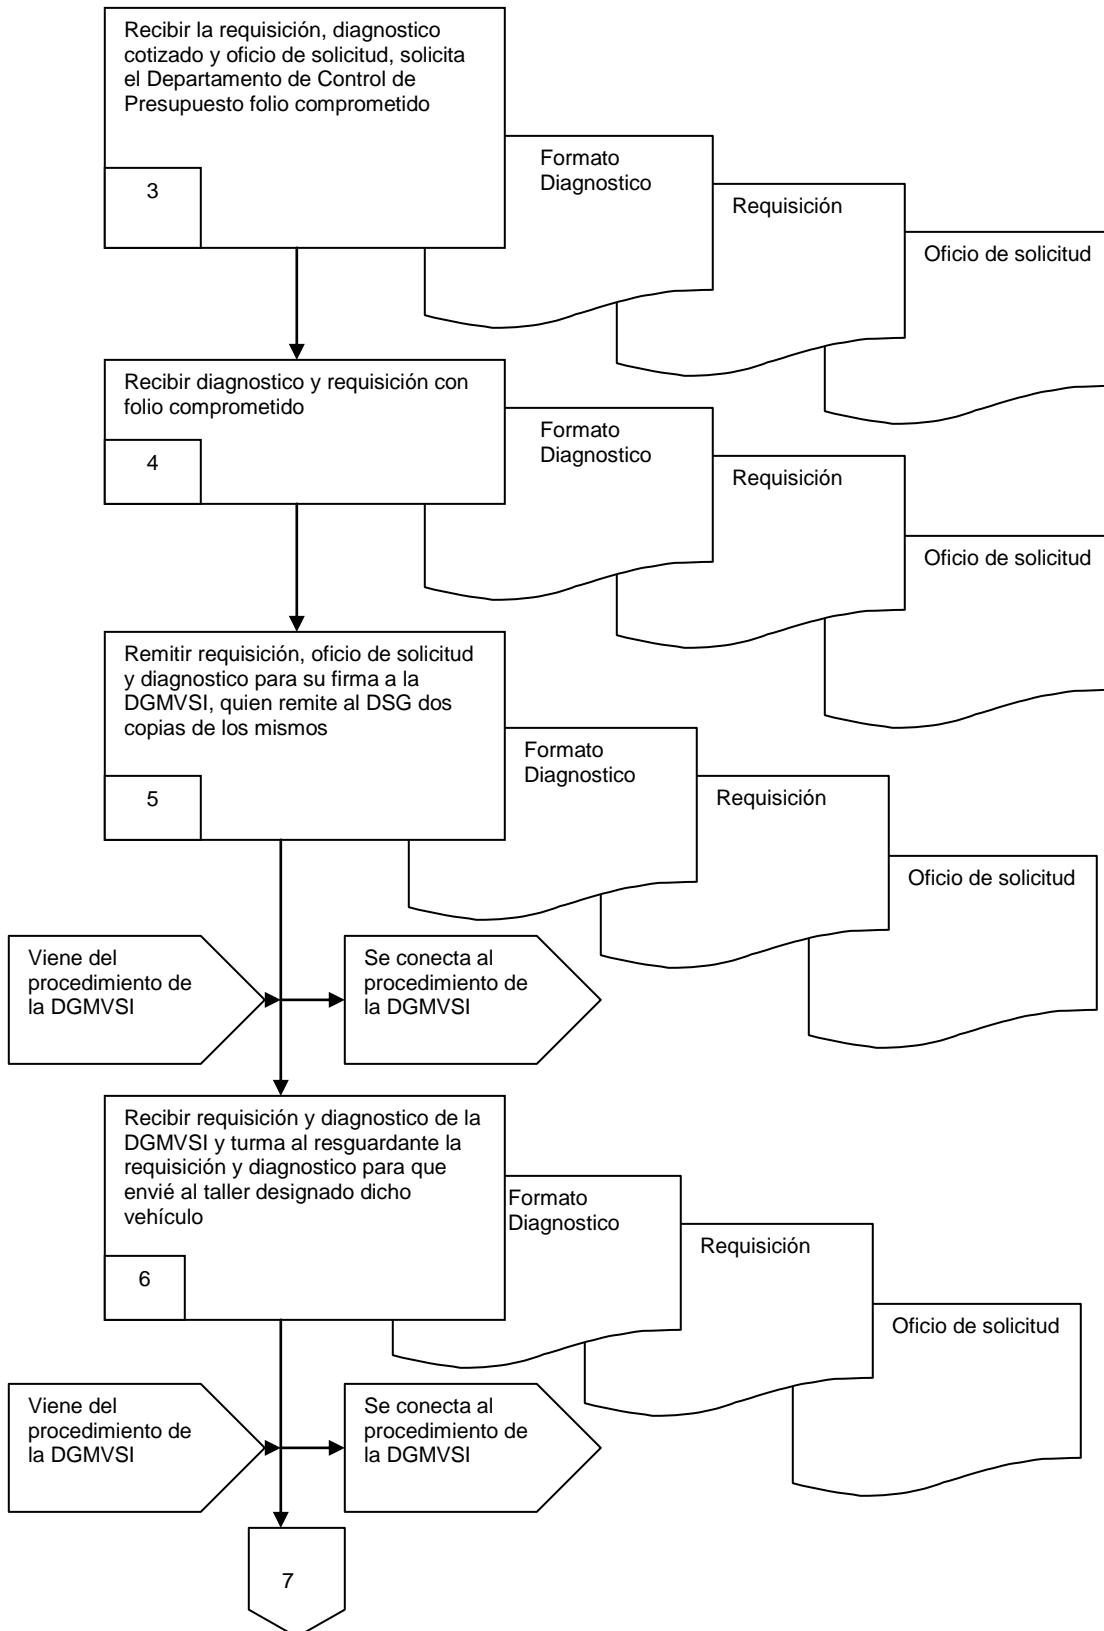 Recibir la requisición, diagnostico
cotizado y oficio de solicitud, solicita
el Departamento de Control de
Presupuesto folio comprometido
3
Formato
Diagnostico
Requisición
Oficio de solicitud
Recibir diagnostico y requisición con
folio comprometido
4
Formato
Diagnostico
Requisición
Oficio de solicitud
Remitir requisición, oficio de solicitud
y diagnostico para su firma a la
DGMVSI, quien remite al DSG dos
copias de los mismos
5
Formato
Diagnostico
Requisición
Oficio de solicitud
Viene del
procedimiento de
la DGMVSI
Se conecta al
procedimiento de
la DGMVSI
Recibir requisición y diagnostico de la
DGMVSI y turma al resguardante la
requisición y diagnostico para que
envié al taller designado dicho
vehículo
6
Formato
Diagnostico
Requisición
Oficio de solicitud
Viene del
procedimiento de
la DGMVSI
Se conecta al
procedimiento de
la DGMVSI
7